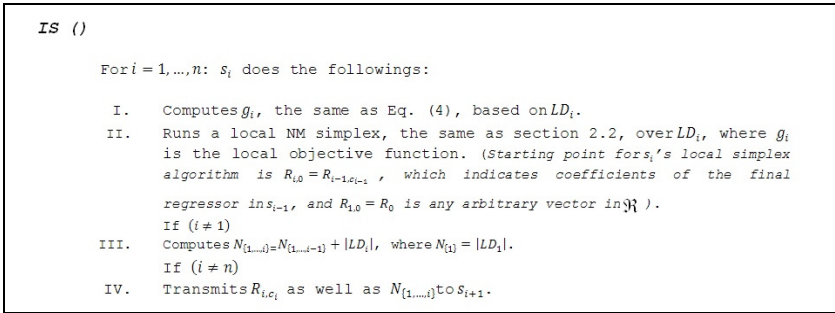 IS ()
For i = 1, ..., n: s_i does the followings:
I. Computes g_i, the same as Eq. (4), based on LD_i.
II. Runs a local NM simplex, the same as section 2.2, over LD_i, where g_i
is the local objective function. (Starting point for s_i's local simplex
algorithm is R_{i,0} = R_{i-1,c_{i-1}} , which indicates coefficients of the final
regressor in s_{i-1}, and R_{1,0} = R_0 is any arbitrary vector in ℜ ).
If (i ≠ 1)
III. Computes N_{{1,...,i}} = N_{{1,...,i-1}} + |LD_i|, where N_{{1}} = |LD_1|.
If (i ≠ n)
IV. Transmits R_{i,c_i} as well as N_{{1,...,i}} to s_{i+1}.